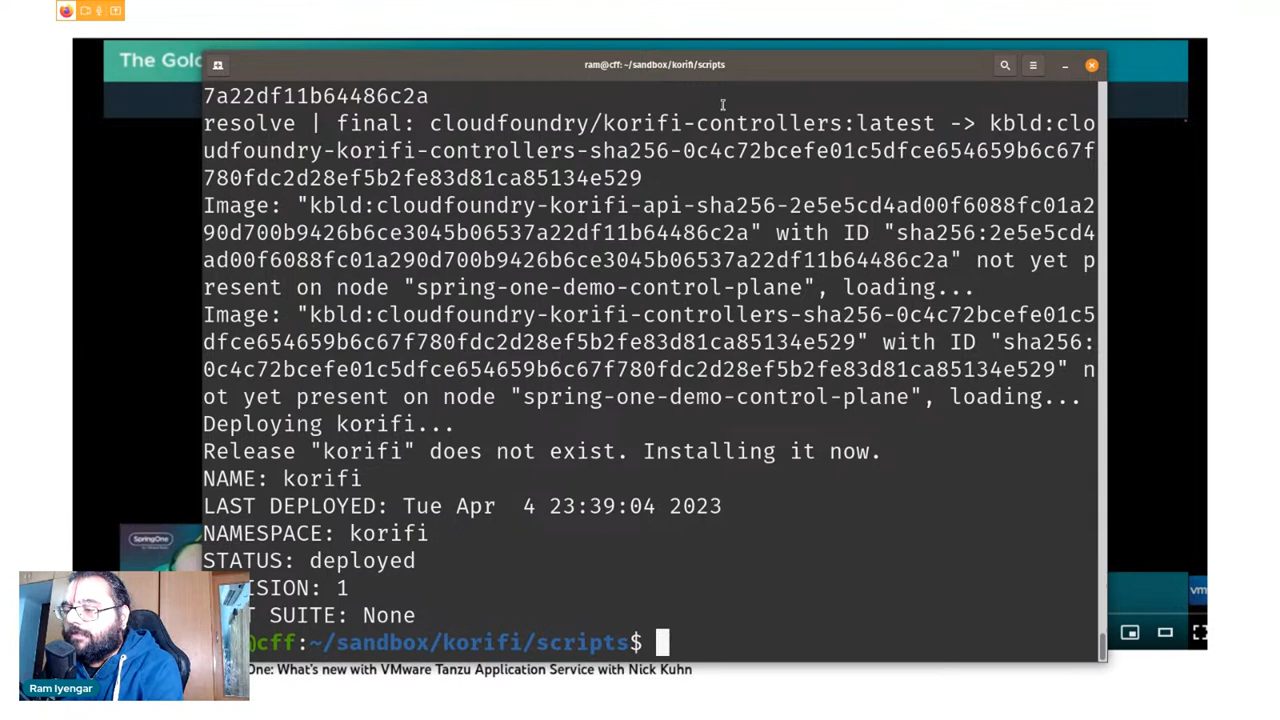 The Gol
ram@cff: ~/sandbox/korifi/scripts
7a22df11b64486c2a
resolve | final: cloudfoundry/korifi-controllers:latest -> kbld:clo
udfoundry-korifi-controllers-sha256-0c4c72bcefe01c5dfce654659b6c67f
780fdc2d28ef5b2fe83d81ca85134e529
Image: "kbld:cloudfoundry-korifi-api-sha256-2e5e5cd4ad00f6088fc01a2
90d700b9426b6ce3045b06537a22df11b64486c2a" with ID "sha256:2e5e5cd4
ad00f6088fc01a290d700b9426b6ce3045b06537a22df11b64486c2a" not yet p
resent on node "spring-one-demo-control-plane", loading...
Image: "kbld:cloudfoundry-korifi-controllers-sha256-0c4c72bcefe01c5
dfce654659b6c67f780fdc2d28ef5b2fe83d81ca85134e529" with ID "sha256:
0c4c72bcefe01c5dfce654659b6c67f780fdc2d28ef5b2fe83d81ca85134e529" n
ot yet present on node "spring-one-demo-control-plane", loading...
Deploying korifi...
Release "korifi" does not exist. Installing it now.
NAME: korifi
LAST DEPLOYED: Tue Apr  4 23:39:04 2023
NAMESPACE: korifi
STATUS: deployed
ISION: 1
T SUITE: None
@cff:~/sandbox/korifi/scripts$
SpringOne
vm
One: What's new with VMware Tanzu Application Service with Nick Kuhn
Ram Iyengar